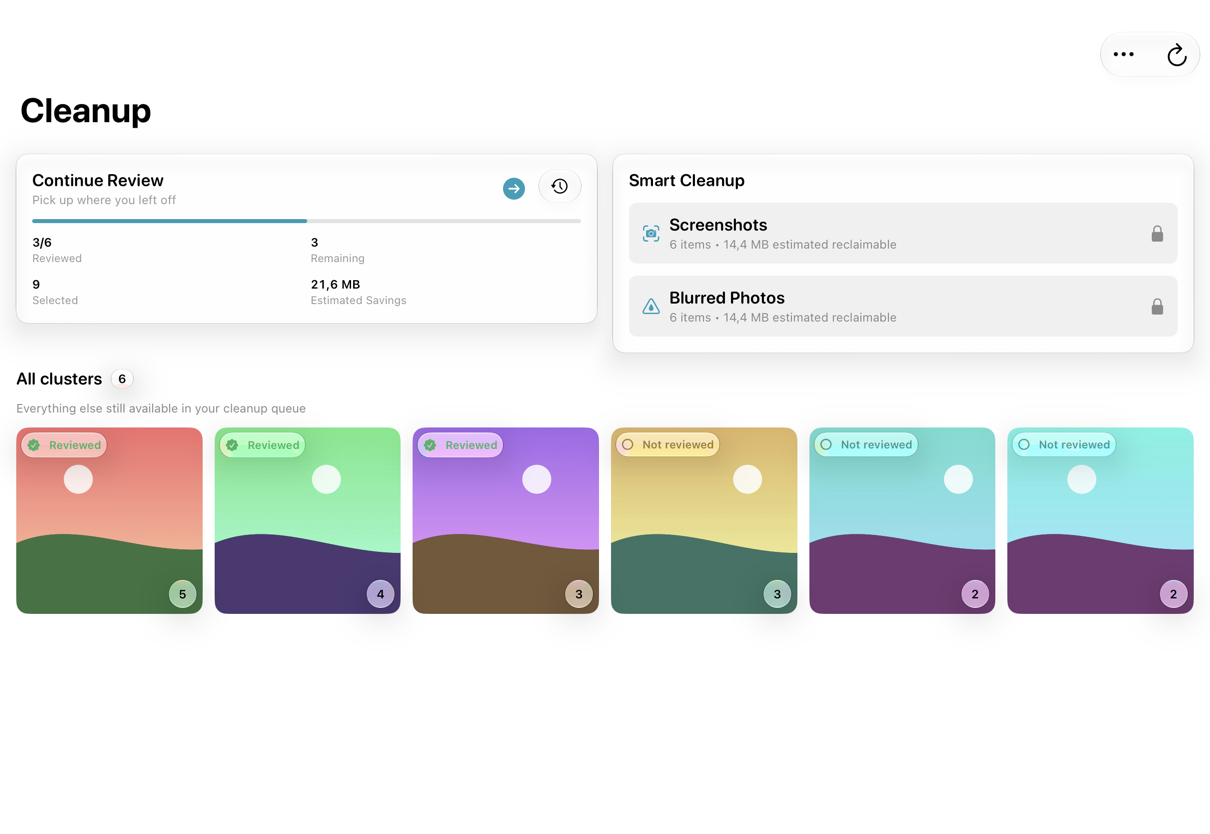 Cleanup
Continue Review
Pick up where you left off
3/6
Reviewed
3
Remaining
9
Selected
21,6 MB
Estimated Savings
Smart Cleanup
Screenshots
6 items • 14,4 MB estimated reclaimable
Blurred Photos
6 items • 14,4 MB estimated reclaimable
All clusters 6
Everything else still available in your cleanup queue
Reviewed
5
Reviewed
4
Reviewed
3
Not reviewed
3
Not reviewed
2
Not reviewed
2